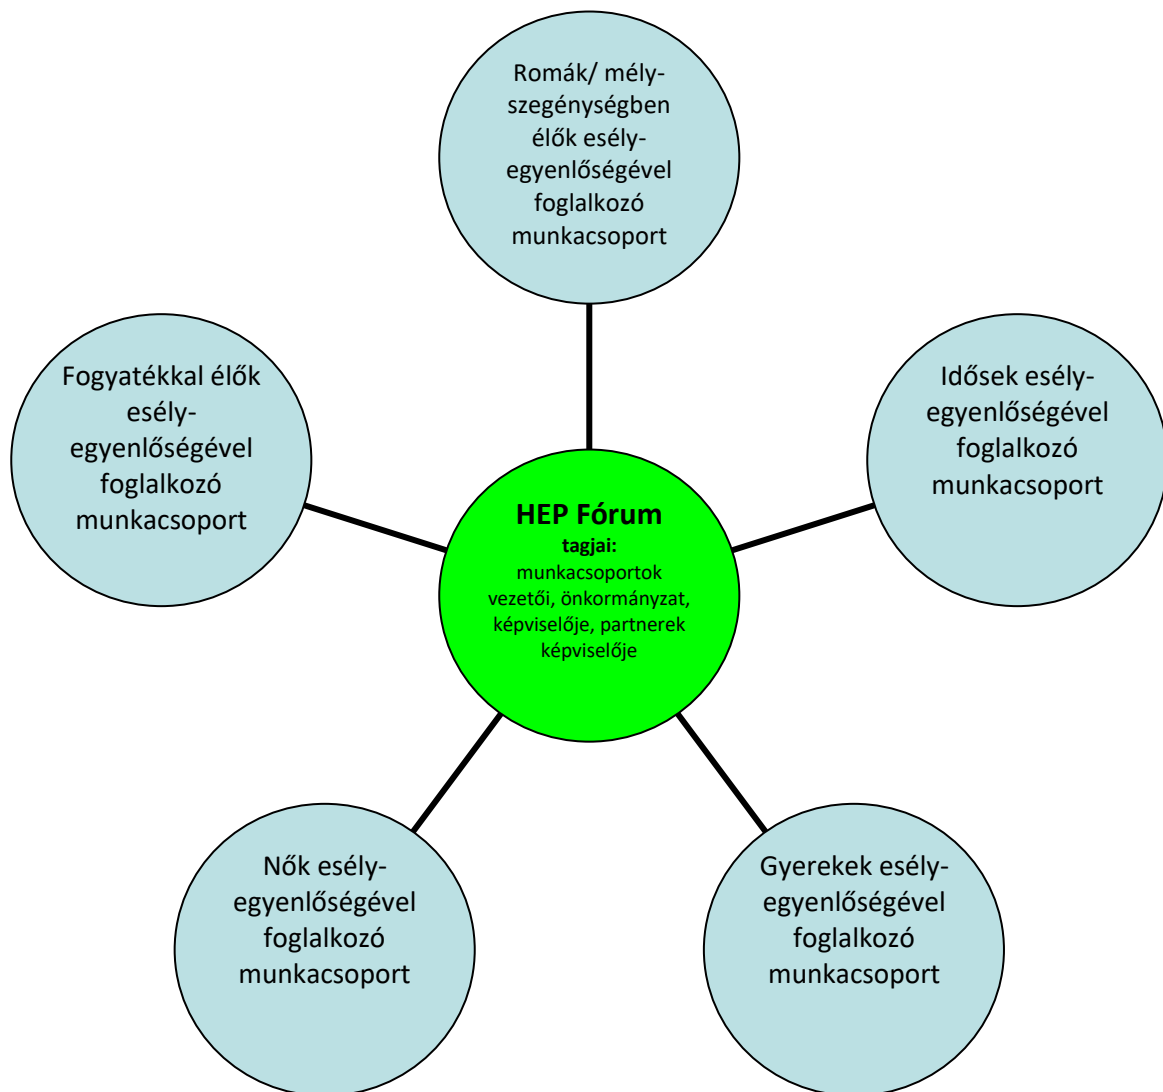 Romák/ mély-
szegénységben
élők esély-
egyenlőségével
foglalkozó
munkacsoport
Fogyatékkal élők
esély-
egyenlőségével
foglalkozó
munkacsoport
Idősek esély-
egyenlőségével
foglalkozó
munkacsoport
HEP Fórum
tagjai:
munkacsoportok
vezetői, önkormányzat,
képviselője, partnerek
képviselője
Nők esély-
egyenlőségével
foglalkozó
munkacsoport
Gyerekek esély-
egyenlőségével
foglalkozó
munkacsoport